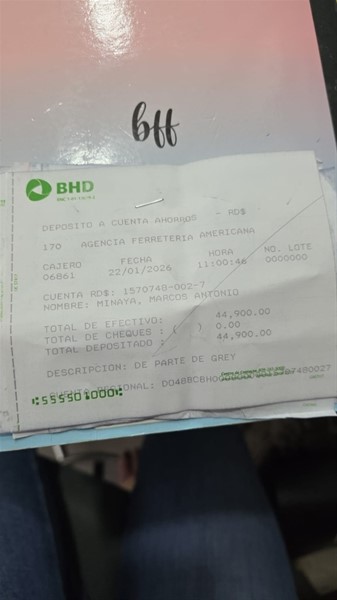 bff
BHD
DEPOSITO A CUENTA AHORROS - RD$
170 AGENCIA FERRETERIA AMERICANA
CAJERO FECHA HORA NO. LOTE
06861 22/01/2026 11:00:46 0000000
CUENTA RD$: 1570748-002-7
NOMBRE: MINAYA, MARCOS ANTONIO
TOTAL DE EFECTIVO: 44,900.00
TOTAL DE CHEQUES : ( ) 0.00
TOTAL DEPOSITADO : 44,900.00
DESCRIPCION: DE PARTE DE GREY